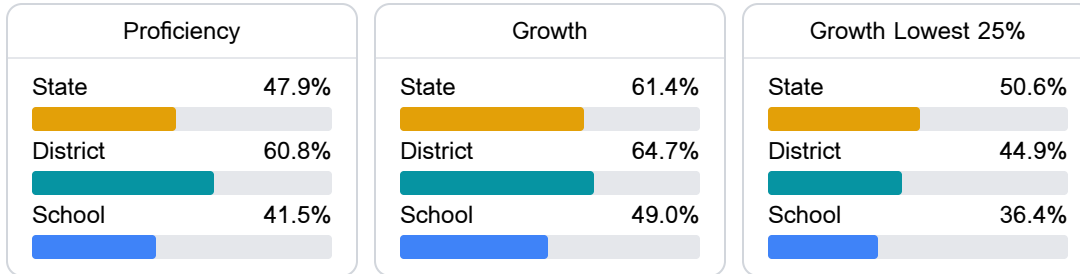 Proficiency
State 47.9%
District 60.8%
School 41.5%
Growth
State 61.4%
District 64.7%
School 49.0%
Growth Lowest 25%
State 50.6%
District 44.9%
School 36.4%